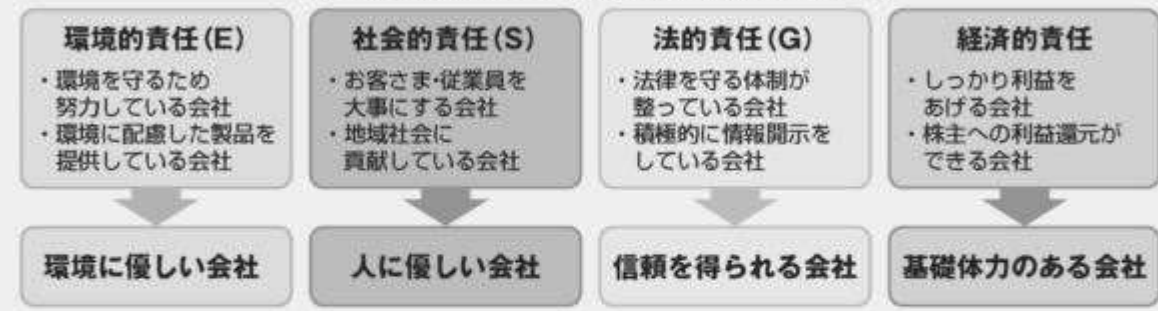 環境的責任(E)
・環境を守るため
努力している会社
・環境に配慮した製品を
提供している会社
環境に優しい会社
社会的責任(S)
・お客さま・従業員を
大事にする会社
・地域社会に
貢献している会社
人に優しい会社
法的責任(G)
・法律を守る体制が
整っている会社
・積極的に情報開示を
している会社
信頼を得られる会社
経済的責任
・しっかり利益を
あげる会社
・株主への利益還元が
できる会社
基礎体力のある会社